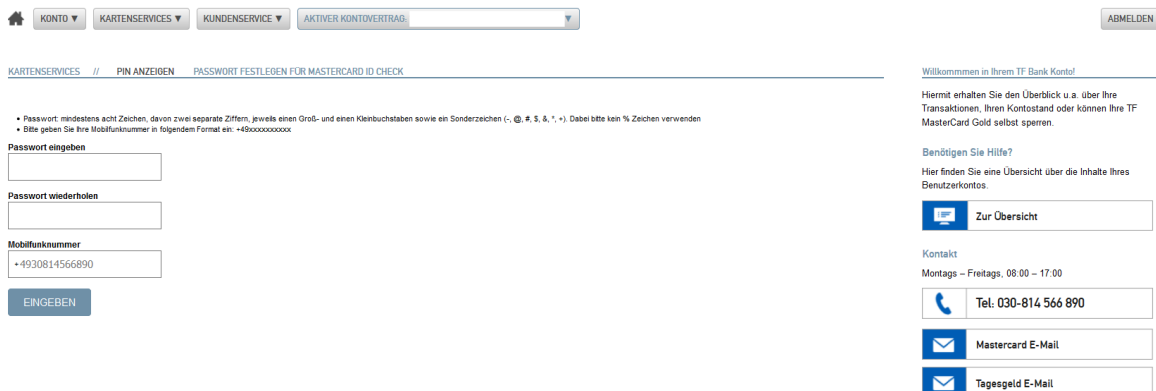 KONTO ▼ KARTENSERVICES ▼ KUNDENSERVICE ▼ AKTIVER KONTOVERTRAG: ▼ ABMELDEN
KARTENSERVICES // PIN ANZEIGEN PASSWORT FESTLEGEN FÜR MASTERCARD ID CHECK
• Passwort: mindestens acht Zeichen, davon zwei separate Ziffern, jeweils einen Groß- und einen Kleinbuchstaben sowie ein Sonderzeichen (-, @, #, $, &, *, +). Dabei bitte kein % Zeichen verwenden
• Bitte geben Sie Ihre Mobilfunknummer in folgendem Format ein: +49xxxxxxxxxx
Passwort eingeben
Passwort wiederholen
Mobilfunknummer
+4930814566890
EINGEBEN
Willkommmen in Ihrem TF Bank Konto!
Hiermit erhalten Sie den Überblick u.a. über Ihre
Transaktionen, Ihren Kontostand oder können Ihre TF
MasterCard Gold selbst sperren.
Benötigen Sie Hilfe?
Hier finden Sie eine Übersicht über die Inhalte Ihres
Benutzerkontos.
Zur Übersicht
Kontakt
Montags – Freitags, 08:00 – 17:00
Tel: 030-814 566 890
Mastercard E-Mail
Tagesgeld E-Mail